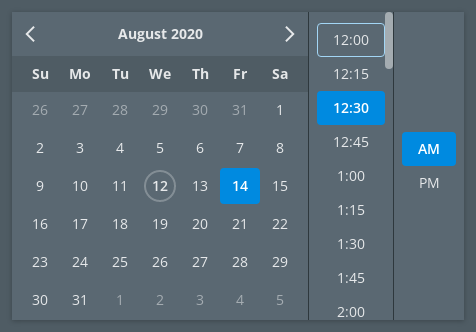 August 2020
Su Mo Tu We Th Fr Sa
26 27 28 29 30 31 1
2 3 4 5 6 7 8
9 10 11 12 13 14 15
16 17 18 19 20 21 22
23 24 25 26 27 28 29
30 31 1 2 3 4 5
12:00
12:15
12:30
12:45
1:00
1:15
1:30
1:45
2:00
AM
PM